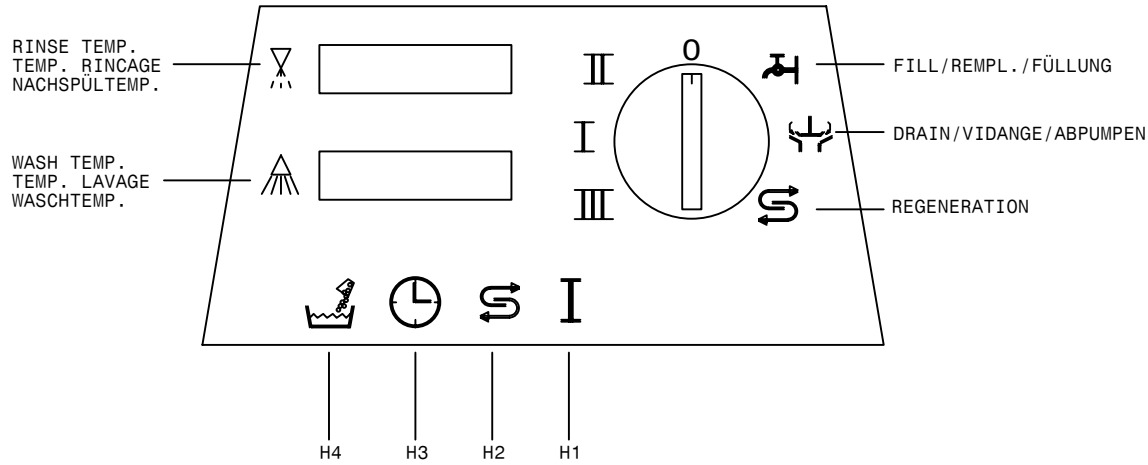 RINSE TEMP.
TEMP. RINCAGE
NACHSPÜLTEMP.
WASH TEMP.
TEMP. LAVAGE
WASCHTEMP.
0
II
I
III
FILL/REMPL./FÜLLUNG
DRAIN/VIDANGE/ABPUMPEN
REGENERATION
I
H4 H3 H2 H1